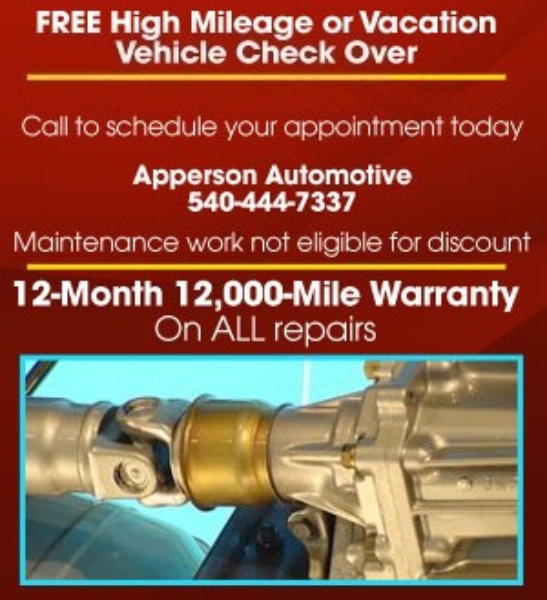 FREE High Mileage or Vacation
Vehicle Check Over
Call to schedule your appointment today
Apperson Automotive
540-444-7337
Maintenance work not eligible for discount
12-Month 12,000-Mile Warranty
On ALL repairs